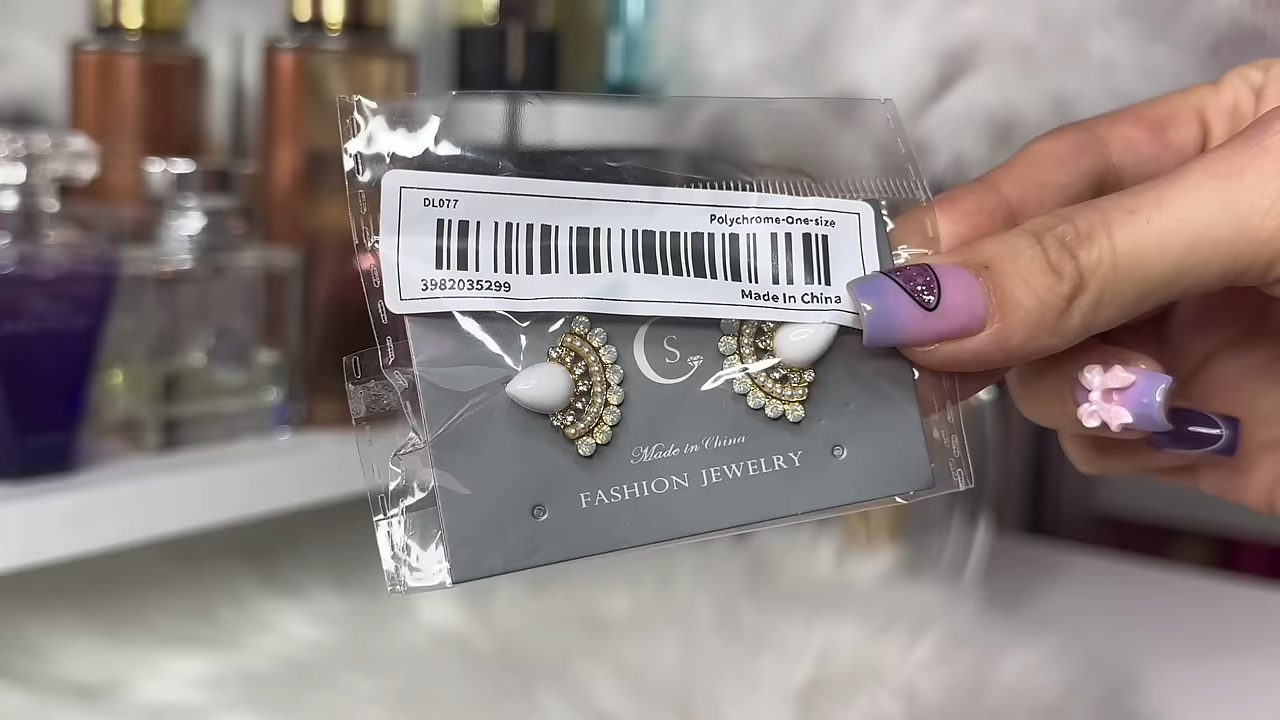 DL077
Polychrome-One-size
3982035299
Made In China
C S
Made in China
FASHION JEWELRY